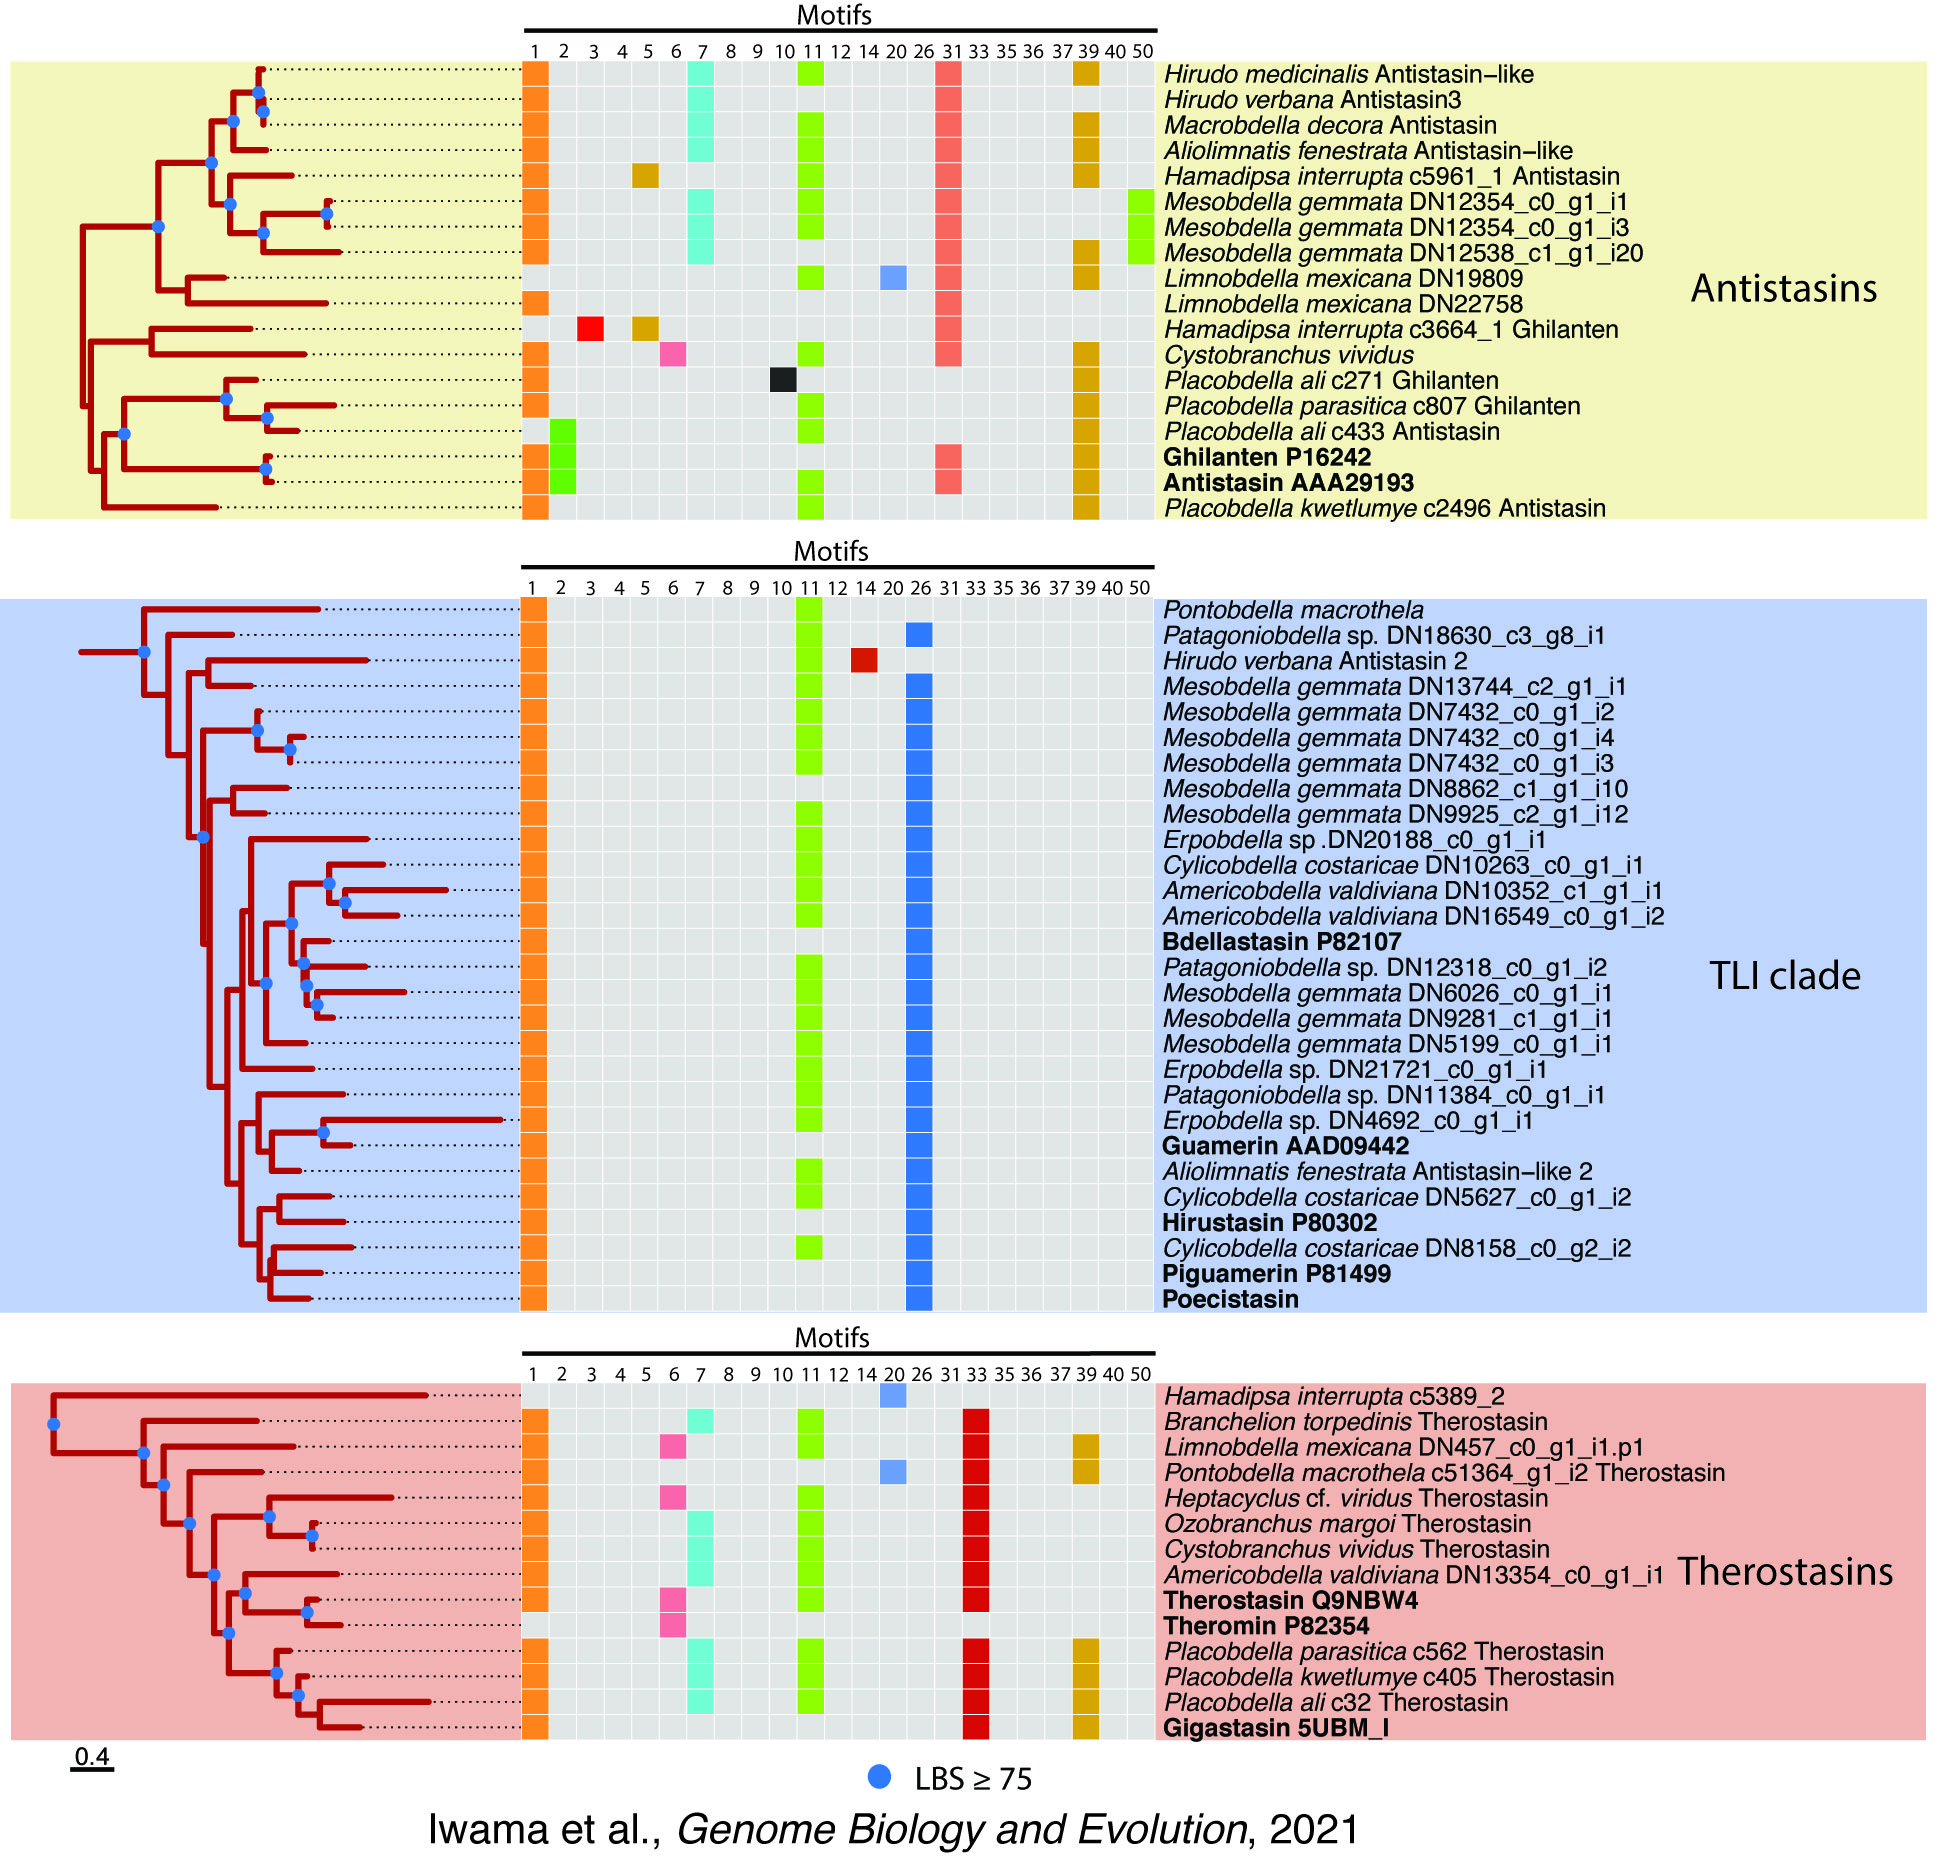 Motifs
1 2 3 4 5 6 7 8 9 10 11 12 14 20 26 31 33 35 36 37 39 40 50
Hirudo medicinalis Antistasin−like
Hirudo verbana Antistasin3
Macrobdella decora Antistasin
Aliolimnatis fenestrata Antistasin−like
Hamadipsa interrupta c5961_1 Antistasin
Mesobdella gemmata DN12354_c0_g1_i1
Mesobdella gemmata DN12354_c0_g1_i3
Mesobdella gemmata DN12538_c1_g1_i20
Limnobdella mexicana DN19809
Antistasins
Limnobdella mexicana DN22758
Hamadipsa interrupta c3664_1 Ghilanten
Cystobranchus vividus
Placobdella ali c271 Ghilanten
Placobdella parasitica c807 Ghilanten
Placobdella ali c433 Antistasin
Ghilanten P16242
Antistasin AAA29193
Placobdella kwetlumye c2496 Antistasin
Motifs
1 2 3 4 5 6 7 8 9 10 11 12 14 20 26 31 33 35 36 37 39 40 50
Pontobdella macrothela
Patagoniobdella sp. DN18630_c3_g8_i1
Hirudo verbana Antistasin 2
Mesobdella gemmata DN13744_c2_g1_i1
Mesobdella gemmata DN7432_c0_g1_i2
Mesobdella gemmata DN7432_c0_g1_i4
Mesobdella gemmata DN7432_c0_g1_i3
Mesobdella gemmata DN8862_c1_g1_i10
Mesobdella gemmata DN9925_c2_g1_i12
Erpobdella sp .DN20188_c0_g1_i1
Cylicobdella costaricae DN10263_c0_g1_i1
Americobdella valdiviana DN10352_c1_g1_i1
Americobdella valdiviana DN16549_c0_g1_i2
Bdellastasin P82107
Patagoniobdella sp. DN12318_c0_g1_i2
TLI clade
Mesobdella gemmata DN6026_c0_g1_i1
Mesobdella gemmata DN9281_c1_g1_i1
Mesobdella gemmata DN5199_c0_g1_i1
Erpobdella sp. DN21721_c0_g1_i1
Patagoniobdella sp. DN11384_c0_g1_i1
Erpobdella sp. DN4692_c0_g1_i1
Guamerin AAD09442
Aliolimnatis fenestrata Antistasin−like 2
Cylicobdella costaricae DN5627_c0_g1_i2
Hirustasin P80302
Cylicobdella costaricae DN8158_c0_g2_i2
Piguamerin P81499
Poecistasin
Motifs
1 2 3 4 5 6 7 8 9 10 11 12 14 20 26 31 33 35 36 37 39 40 50
Hamadipsa interrupta c5389_2
Branchelion torpedinis Therostasin
Limnobdella mexicana DN457_c0_g1_i1.p1
Pontobdella macrothela c51364_g1_i2 Therostasin
Heptacyclus cf. viridus Therostasin
Ozobranchus margoi Therostasin
Cystobranchus vividus Therostasin
Americobdella valdiviana DN13354_c0_g1_i1
Therostasins
Therostasin Q9NBW4
Theromin P82354
Placobdella parasitica c562 Therostasin
Placobdella kwetlumye c405 Therostasin
Placobdella ali c32 Therostasin
Gigastasin 5UBM_I
0.4
LBS ≥ 75
Iwama et al., Genome Biology and Evolution, 2021